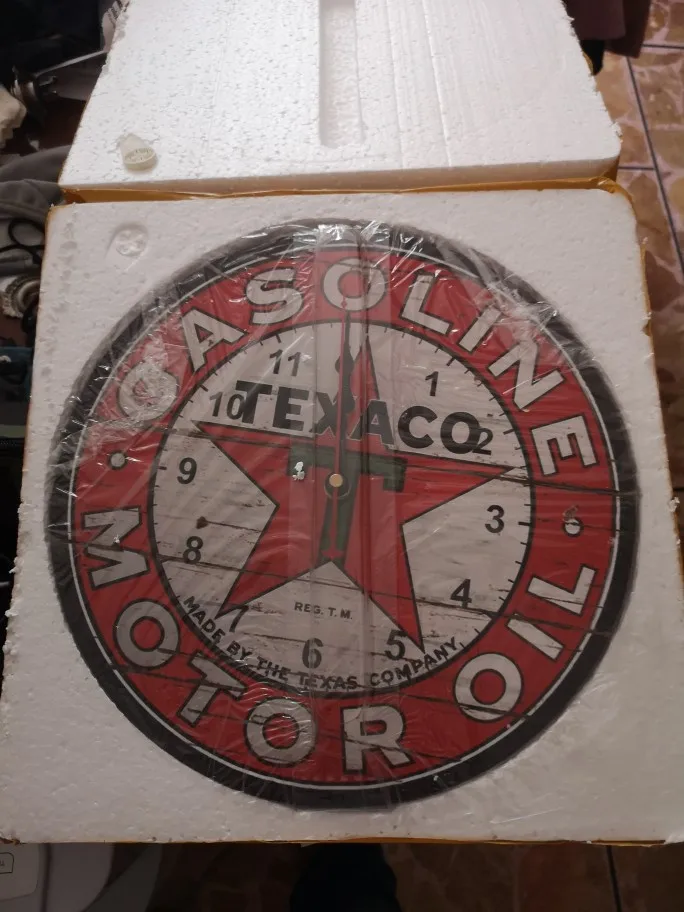 GASOLINE
TEXACO
11
1
10
2
9
3
8
4
7
REG. T. M.
6
5
MADE BY THE TEXAS COMPANY
MOTOR OIL